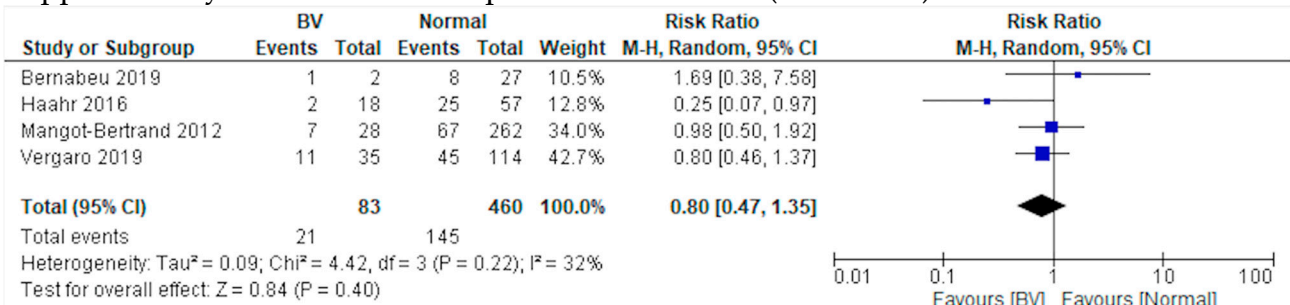 BV Normal Risk Ratio Risk Ratio
Study or Subgroup Events Total Events Total Weight M-H, Random, 95% CI M-H, Random, 95% CI
Bernabeu 2019 1 2 8 27 10.5% 1.69 [0.38, 7.58]
Haahr 2016 2 18 25 57 12.8% 0.25 [0.07, 0.97]
Mangot-Bertrand 2012 7 28 67 262 34.0% 0.98 [0.50, 1.92]
Vergaro 2019 11 35 45 114 42.7% 0.80 [0.46, 1.37]
Total (95% CI) 83 460 100.0% 0.80 [0.47, 1.35]
Total events 21 145
Heterogeneity: Tau² = 0.09; Chi² = 4.42, df = 3 (P = 0.22); I² = 32%
Test for overall effect: Z = 0.84 (P = 0.40)
0.01 0.1 1 10 100
Favours [BV] Favours [Normal]